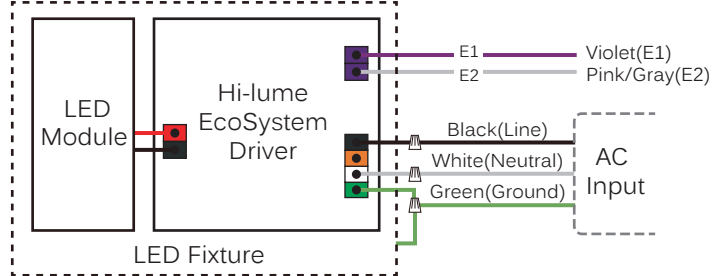 LED
Module
Hi-lume
EcoSystem
Driver
E1
Violet(E1)
E2
Pink/Gray(E2)
Black(Line)
White(Neutral)
Green(Ground)
AC
Input
LED Fixture